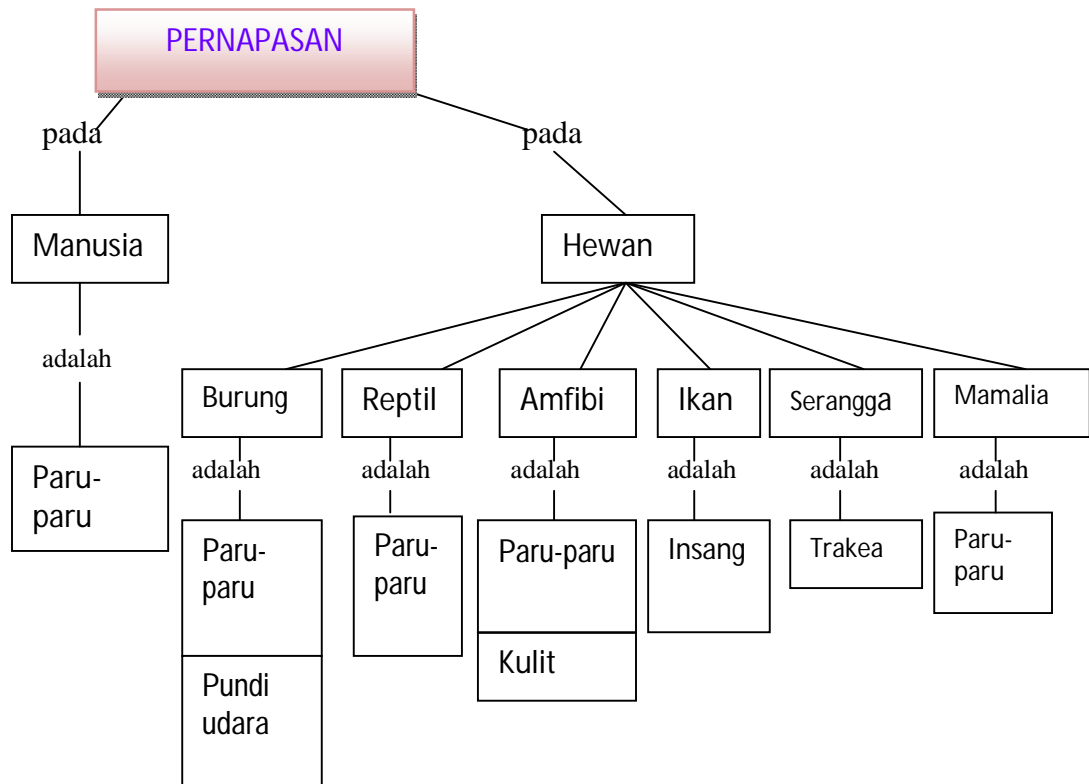 PERNAPASAN
pada
pada
Manusia
Hewan
adalah
Burung
Reptil
Amfibi
Ikan
Serangga
Mamalia
adalah
adalah
adalah
adalah
adalah
adalah
Paru-
paru
Paru-
paru
Paru-
paru
Paru-paru
Insang
Trakea
Paru-
paru
Kulit
Pundi
udara